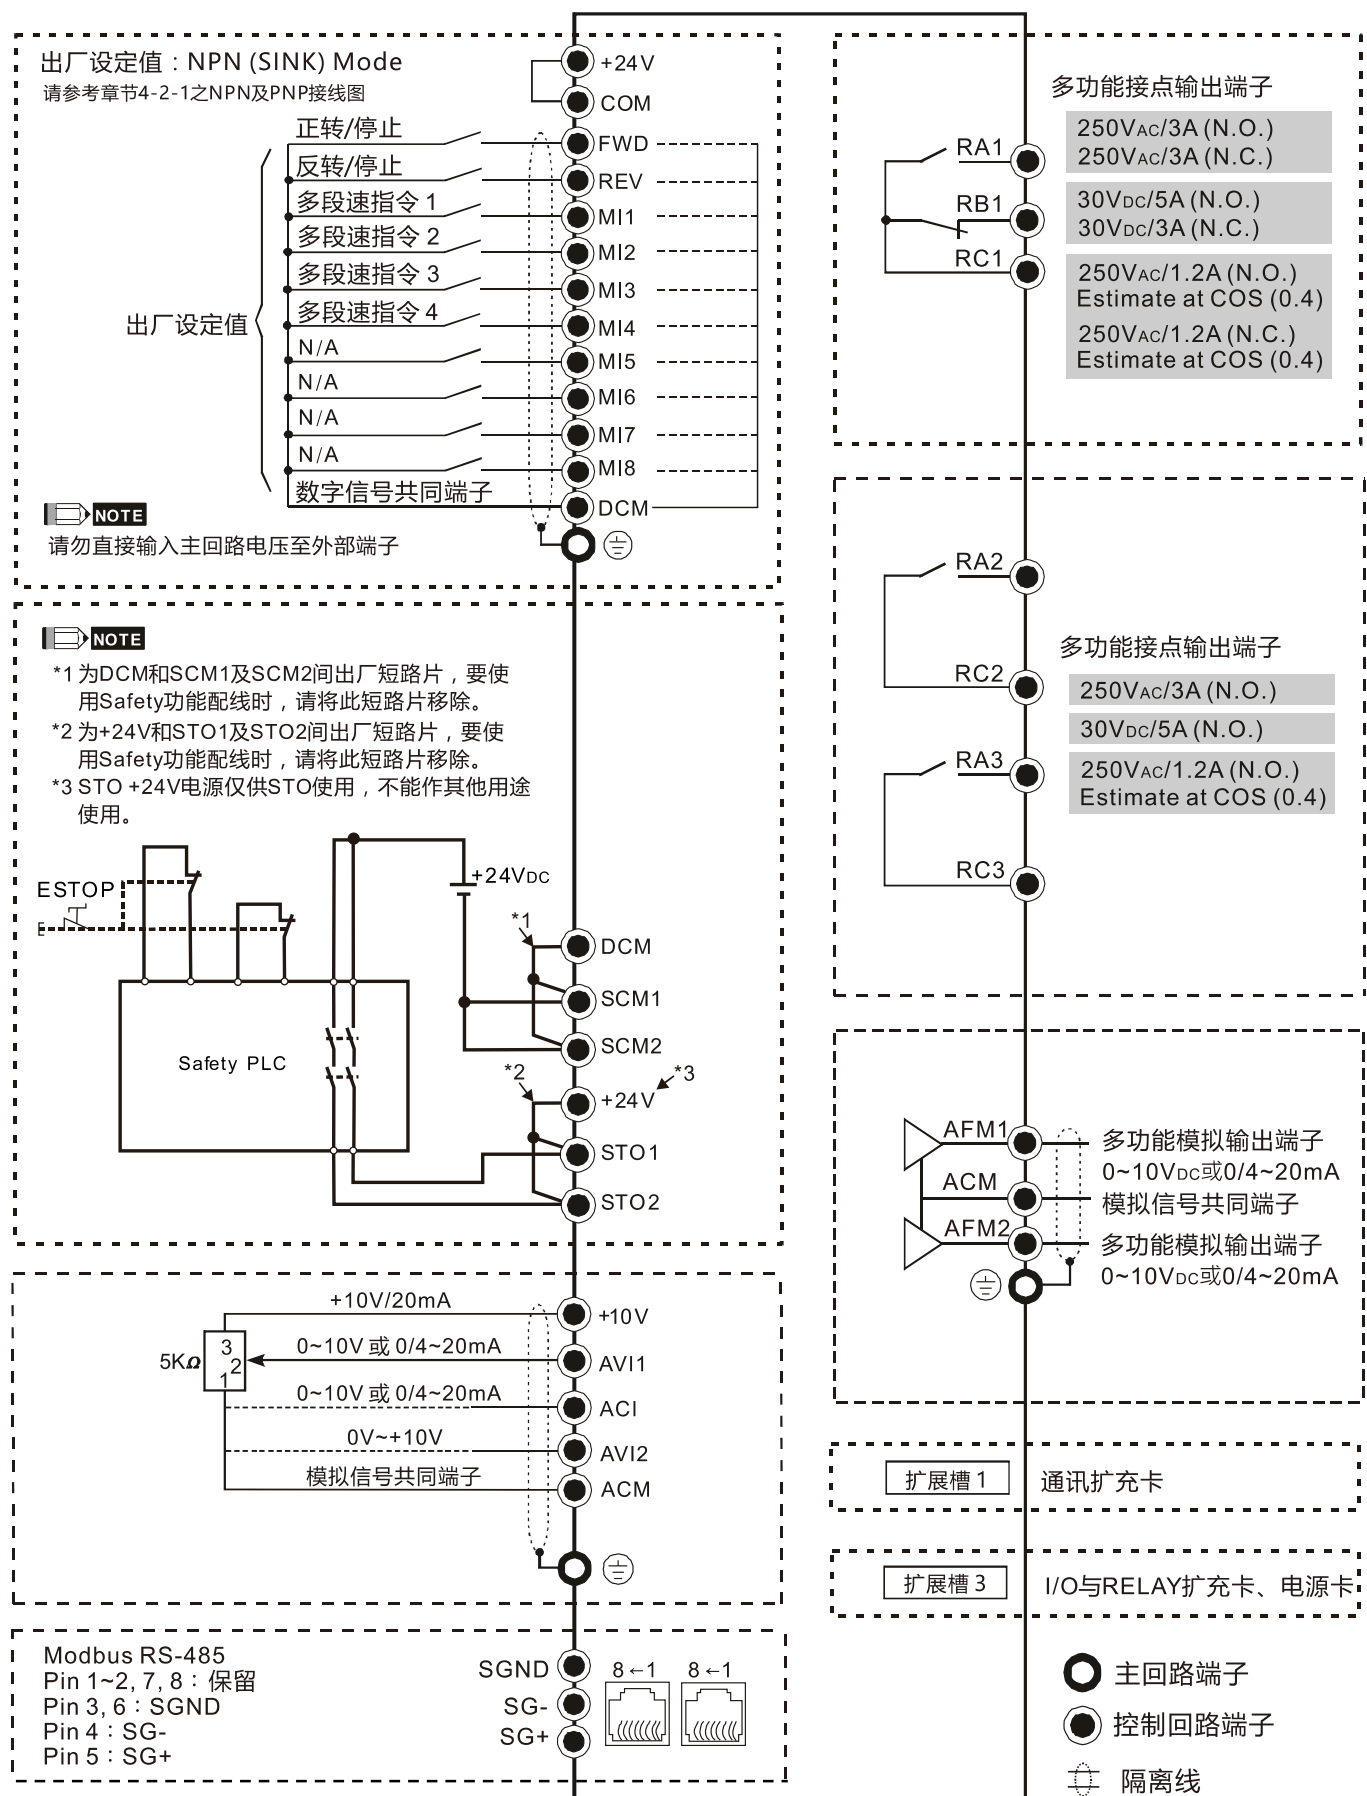 出厂设定值：NPN (SINK) Mode
请参考章节4-2-1之NPN及PNP接线图
+24V
COM
正转/停止
FWD
反转/停止
REV
多段速指令 1
MI1
多段速指令 2
MI2
多段速指令 3
MI3
多段速指令 4
MI4
出厂设定值
N/A
MI5
N/A
MI6
N/A
MI7
N/A
MI8
数字信号共同端子
DCM
NOTE
请勿直接输入主回路电压至外部端子
NOTE
*1 为DCM和SCM1及SCM2间出厂短路片，要使
用Safety功能配线时，请将此短路片移除。
*2 为+24V和STO1及STO2间出厂短路片，要使
用Safety功能配线时，请将此短路片移除。
*3 STO +24V电源仅供STO使用，不能作其他用途
使用。
ESTOP
E
+24VDC
*1
DCM
SCM1
SCM2
Safety PLC
*2
+24V
*3
STO1
STO2
+10V/20mA
+10V
5KΩ
3
2
1
0~10V 或 0/4~20mA
AVI1
0~10V 或 0/4~20mA
ACI
0V~+10V
AVI2
模拟信号共同端子
ACM
Modbus RS-485
Pin 1~2, 7, 8：保留
Pin 3, 6：SGND
Pin 4：SG-
Pin 5：SG+
SGND
SG-
SG+
8←1
8←1
多功能接点输出端子
250VAC/3A (N.O.)
250VAC/3A (N.C.)
30VDC/5A (N.O.)
30VDC/3A (N.C.)
250VAC/1.2A (N.O.)
Estimate at COS (0.4)
250VAC/1.2A (N.C.)
Estimate at COS (0.4)
RA1
RB1
RC1
RA2
RC2
RA3
RC3
多功能接点输出端子
250VAC/3A (N.O.)
30VDC/5A (N.O.)
250VAC/1.2A (N.O.)
Estimate at COS (0.4)
AFM1
多功能模拟输出端子
0~10VDC或0/4~20mA
ACM
模拟信号共同端子
AFM2
多功能模拟输出端子
0~10VDC或0/4~20mA
扩展槽 1
通讯扩充卡
扩展槽 3
I/O与RELAY扩充卡、电源卡
主回路端子
控制回路端子
隔离线